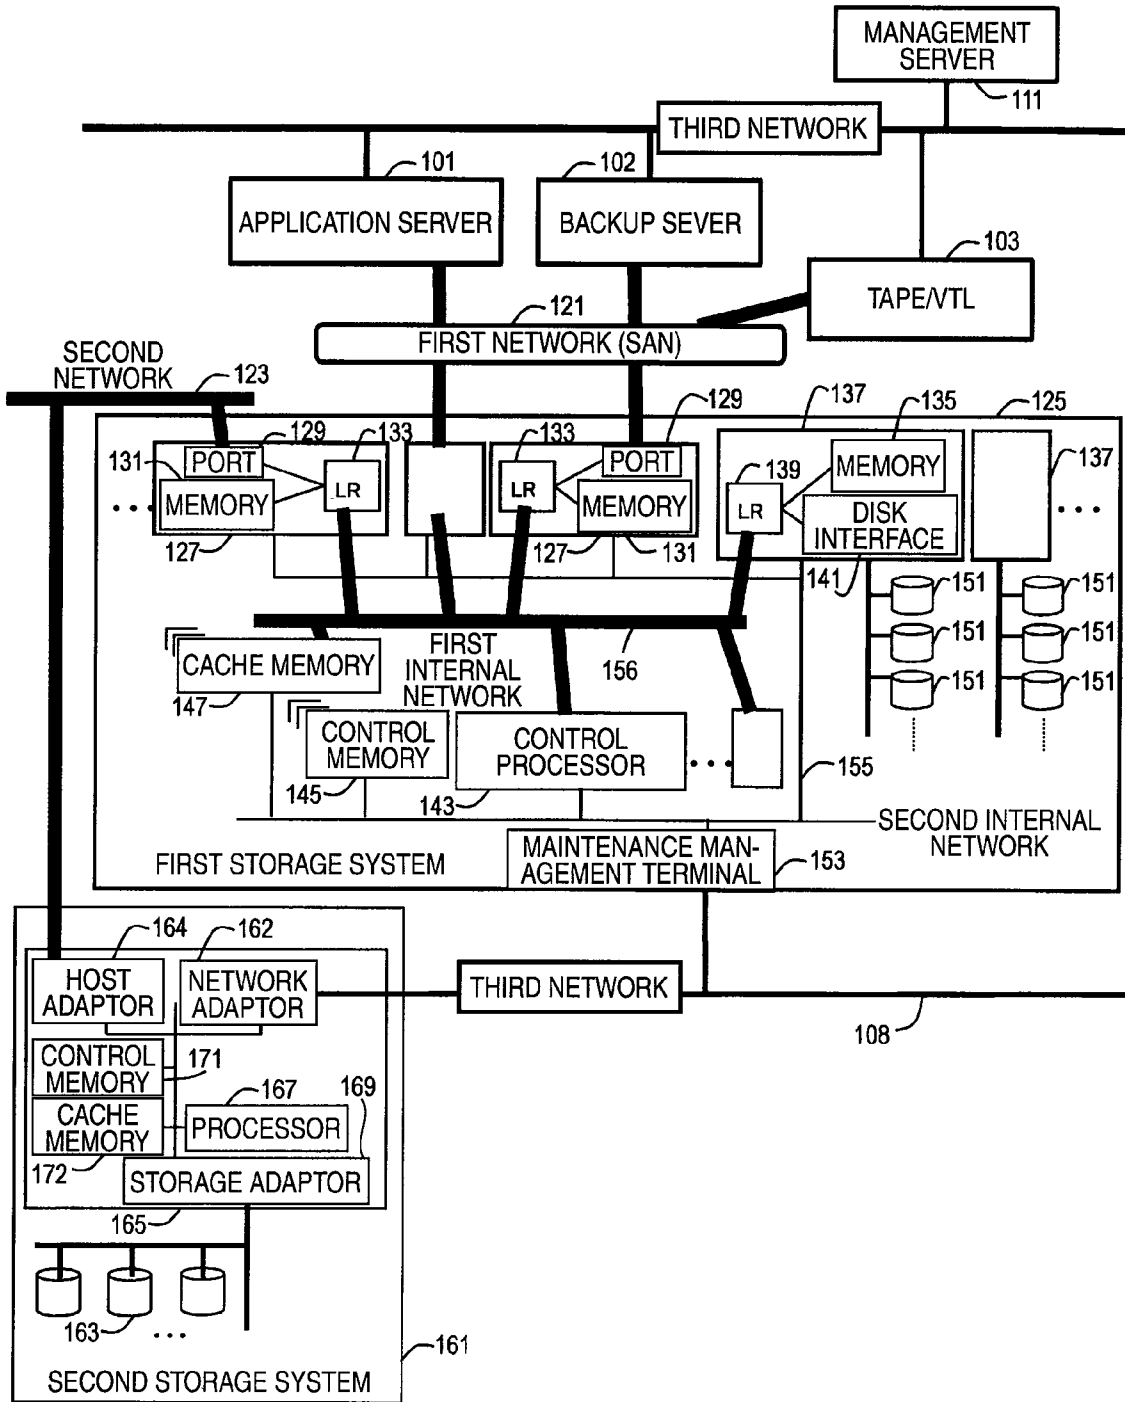 MANAGEMENT
SERVER
111
THIRD NETWORK
101
102
APPLICATION SERVER
BACKUP SEVER
103
TAPE/VTL
121
FIRST NETWORK (SAN)
SECOND
NETWORK
123
129
133
131
PORT
MEMORY
LR
127
133
129
PORT
LR
MEMORY
127
131
137
135
125
139
MEMORY
LR
DISK
INTERFACE
137
141
151
151
151
151
151
151
156
FIRST
INTERNAL
NETWORK
CACHE MEMORY
147
CONTROL
MEMORY
145
CONTROL
PROCESSOR
143
155
SECOND INTERNAL
NETWORK
FIRST STORAGE SYSTEM
MAINTENANCE MAN-
AGEMENT TERMINAL
153
164
162
HOST
ADAPTOR
NETWORK
ADAPTOR
THIRD NETWORK
108
CONTROL
MEMORY
171
CACHE
MEMORY
172
167
PROCESSOR
169
STORAGE ADAPTOR
165
163
161
SECOND STORAGE SYSTEM